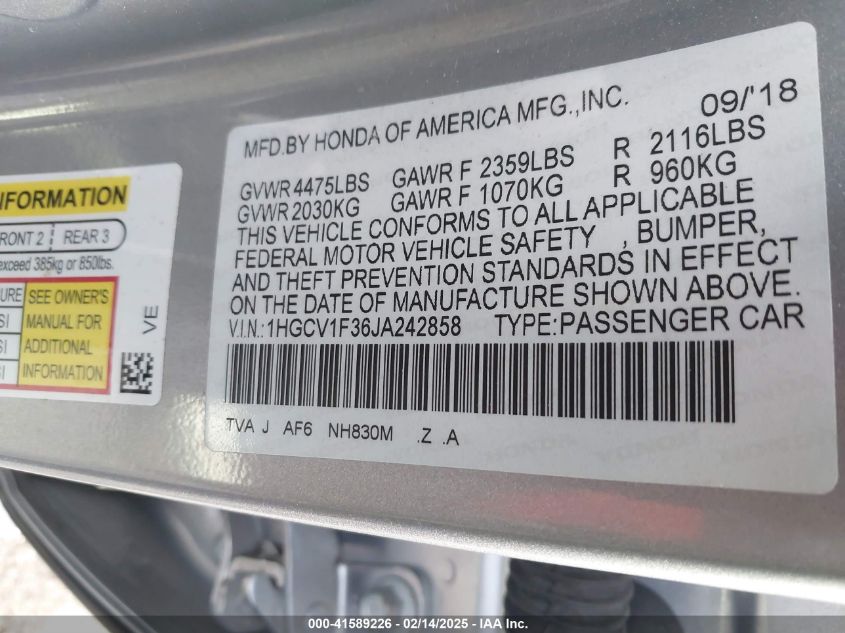 MFD.BY HONDA OF AMERICA MFG.,INC. 09/'18
GVWR 4475LBS GAWR F 2359LBS R 2116LBS
GVWR 2030KG GAWR F 1070KG R 960KG
THIS VEHICLE CONFORMS TO ALL APPLICABLE
FEDERAL MOTOR VEHICLE SAFETY , BUMPER,
AND THEFT PREVENTION STANDARDS IN EFFECT
ON THE DATE OF MANUFACTURE SHOWN ABOVE.
V.I.N.:1HGCV1F36JA242858 TYPE:PASSENGER CAR
TVA J AF6 NH830M .Z .A
INFORMATION
FRONT 2 REAR 3
exceed 385kg or 850lbs.
SEE OWNER'S
MANUAL FOR
ADDITIONAL
INFORMATION
VE
000-41589226 - 02/14/2025 - IAA Inc.